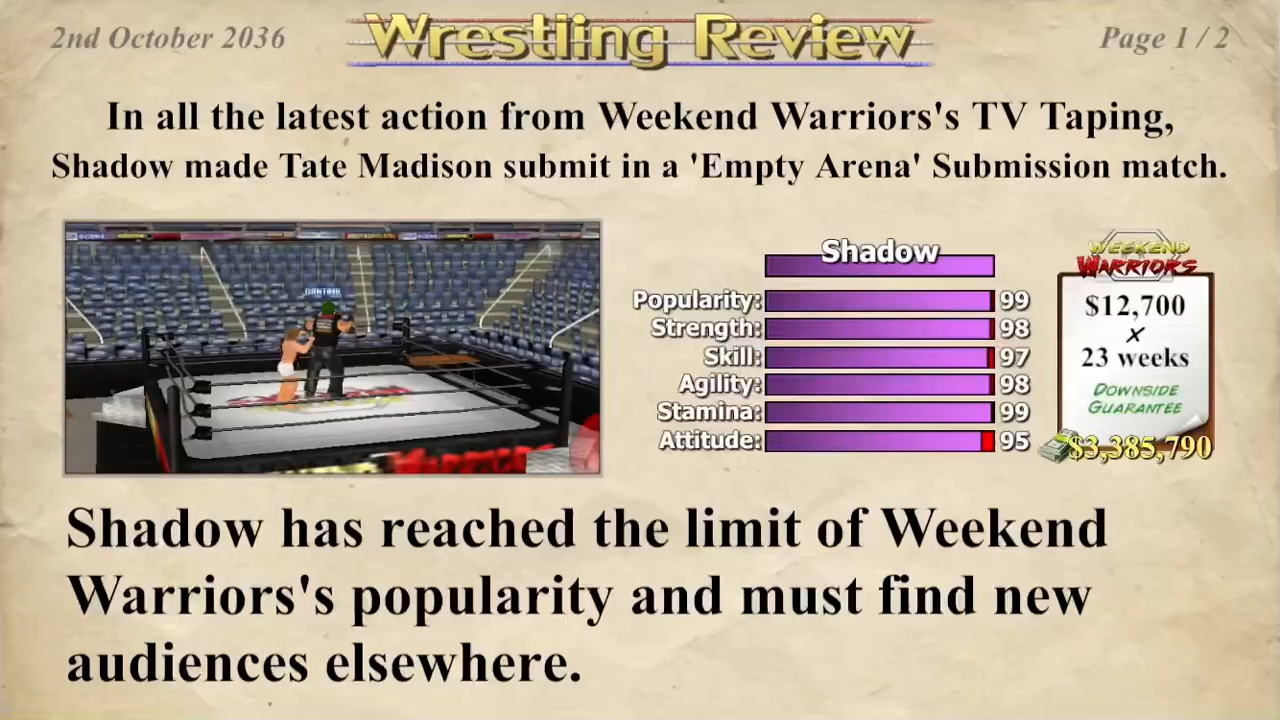 2nd October 2036
Wrestling Review
Page 1 / 2
In all the latest action from Weekend Warriors's TV Taping,
Shadow made Tate Madison submit in a 'Empty Arena' Submission match.
Shadow
Popularity: 99
Strength: 98
Skill: 97
Agility: 98
Stamina: 99
Attitude: 95
WEEKEND
WARRIORS
$12,700
x
23 weeks
DOWNSIDE
GUARANTEE
$3,385,790
Shadow has reached the limit of Weekend
Warriors's popularity and must find new
audiences elsewhere.